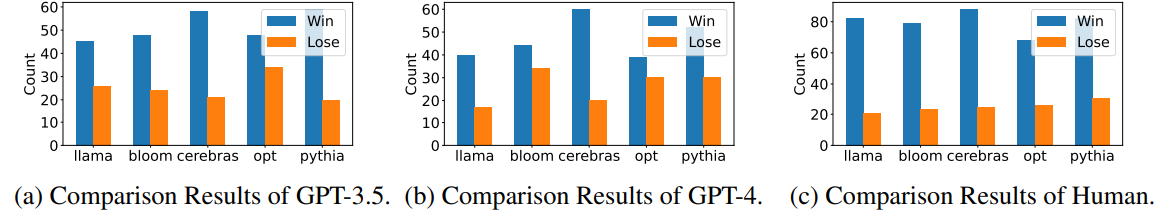 60
50
40
30
20
10
0
Count
Win
Lose
llama bloom cerebras opt pythia
(a) Comparison Results of GPT-3.5.
60
50
40
30
20
10
0
Count
Win
Lose
llama bloom cerebras opt pythia
(b) Comparison Results of GPT-4.
80
60
40
20
0
Count
Win
Lose
llama bloom cerebras opt pythia
(c) Comparison Results of Human.